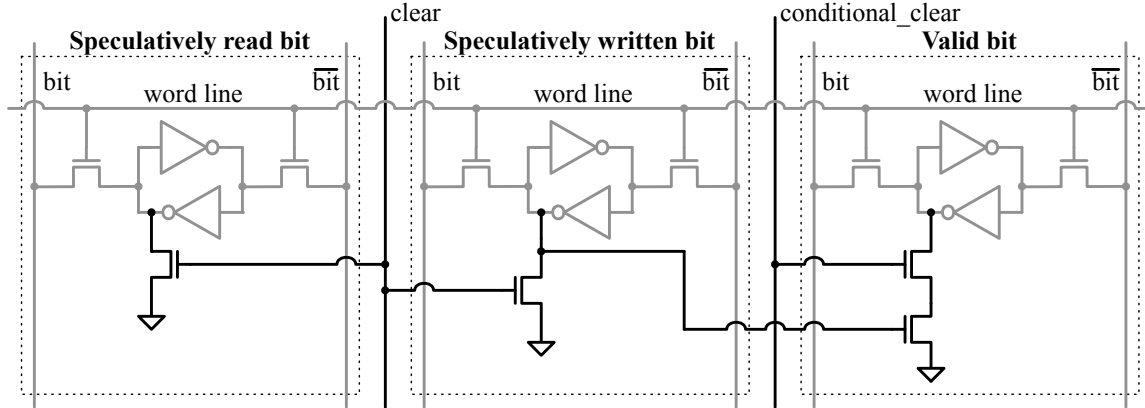 clear
conditional_clear
Speculatively read bit
Speculatively written bit
Valid bit
bit
word line
bit
bit
word line
bit
bit
word line
bit